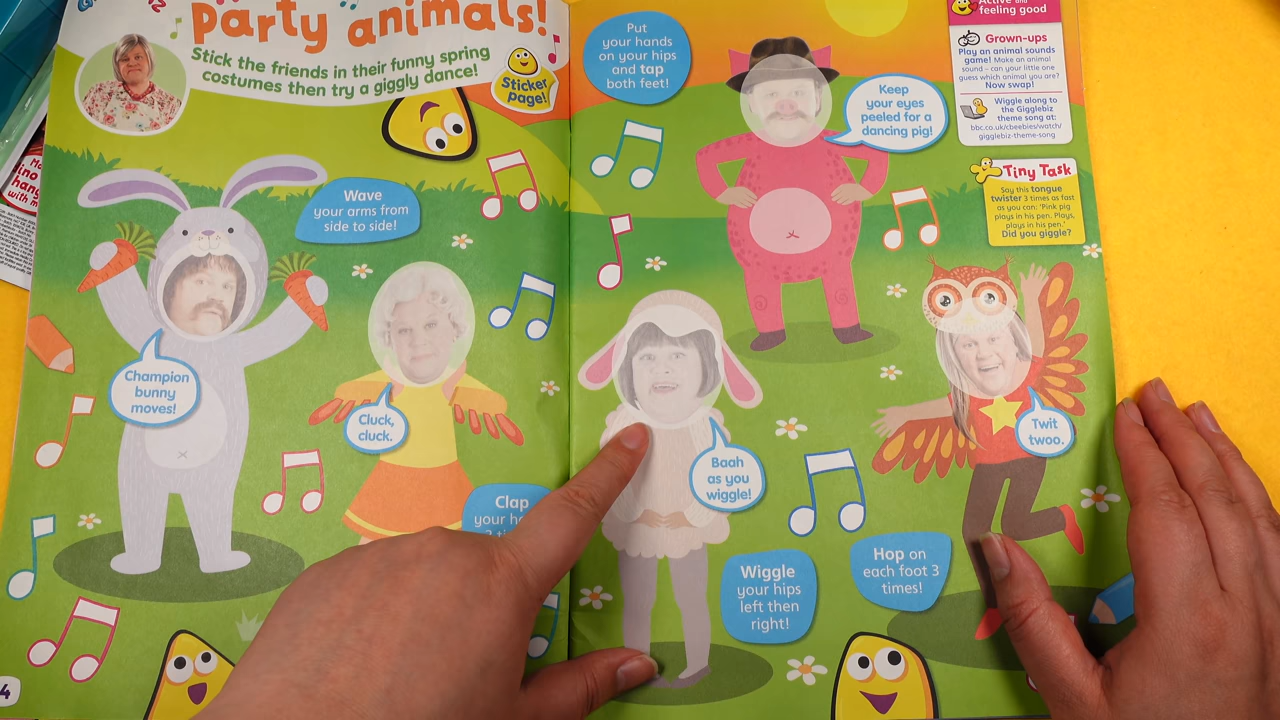 Party animals!
Stick the friends in their funny spring
costumes then try a giggly dance!
Sticker
page!
Wave
your arms from
side to side!
Champion
bunny
moves!
Cluck,
cluck.
Clap
4
Put
your hands
on your hips
and tap
both feet!
Keep
your eyes
peeled for a
dancing pig!
Baah
as you
wiggle!
Wiggle
your hips
left then
right!
Hop on
each foot 3
times!
Twit
twoo.
Active and
feeling good
Grown-ups
Play an animal sounds
game! Make an animal
sound – can your little one
guess which animal you are?
Now swap!
Wiggle along to
the Gigglebiz
theme song at:
bbc.co.uk/cbeebies/watch/
gigglebiz-theme-song
Tiny Task
Say this tongue
twister 3 times as fast
as you can: 'Pink pig
plays in his pen. Plays,
plays in his pen.'
Did you giggle?